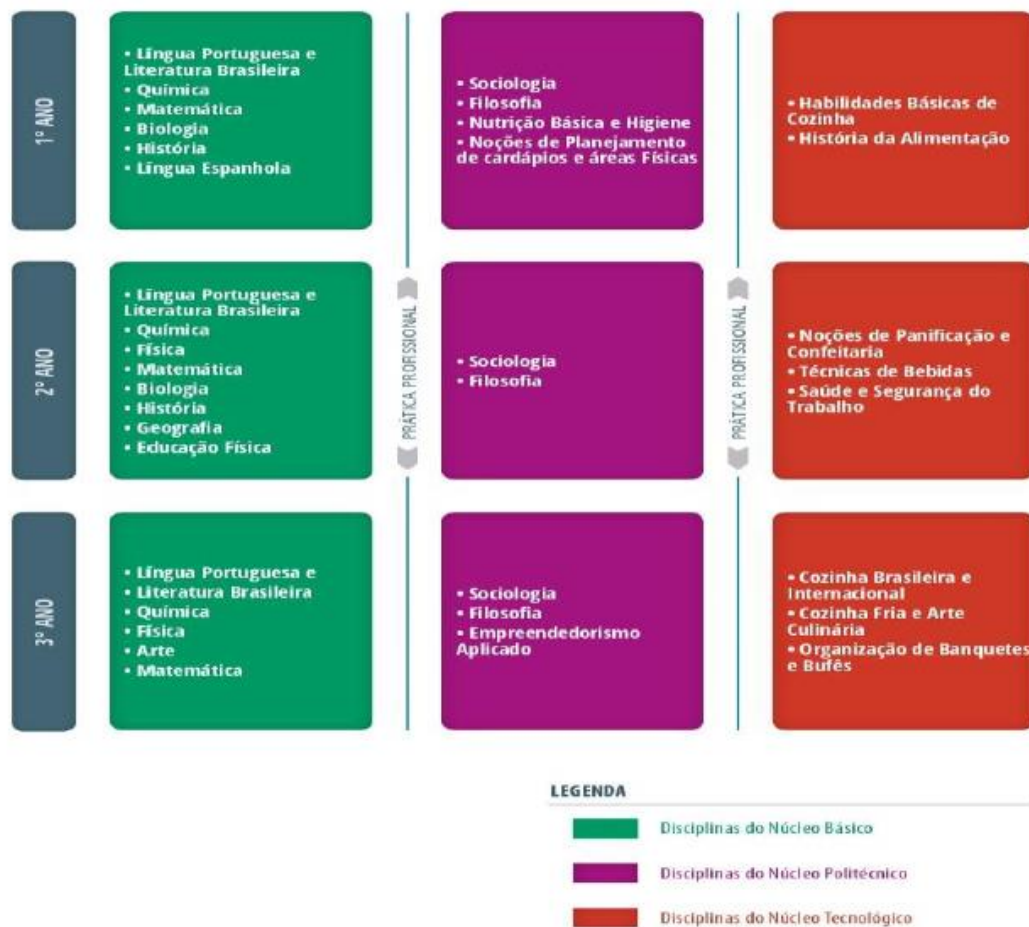 1º ANO
• Língua Portuguesa e
Literatura Brasileira
• Química
• Matemática
• Biologia
• História
• Língua Espanhola
• Sociologia
• Filosofia
• Nutrição Básica e Higiene
• Noções de Planejamento
de cardápios e áreas Físicas
• Habilidades Básicas de
Cozinha
• História da Alimentação
2º ANO
• Língua Portuguesa e
Literatura Brasileira
• Química
• Física
• Matemática
• Biologia
• História
• Geografia
• Educação Física
PRÁTICA PROFISSIONAL
• Sociologia
• Filosofia
PRÁTICA PROFISSIONAL
• Noções de Panificação e
Confeitaria
• Técnicas de Bebidas
• Saúde e Segurança do
Trabalho
3º ANO
• Língua Portuguesa e
• Literatura Brasileira
• Química
• Física
• Arte
• Matemática
• Sociologia
• Filosofia
• Empreendedorismo
Aplicado
• Cozinha Brasileira e
Internacional
• Cozinha Fria e Arte
Culinária
• Organização de Banquetes
e Bufês
LEGENDA
Disciplinas do Núcleo Básico
Disciplinas do Núcleo Politécnico
Disciplinas do Núcleo Tecnológico